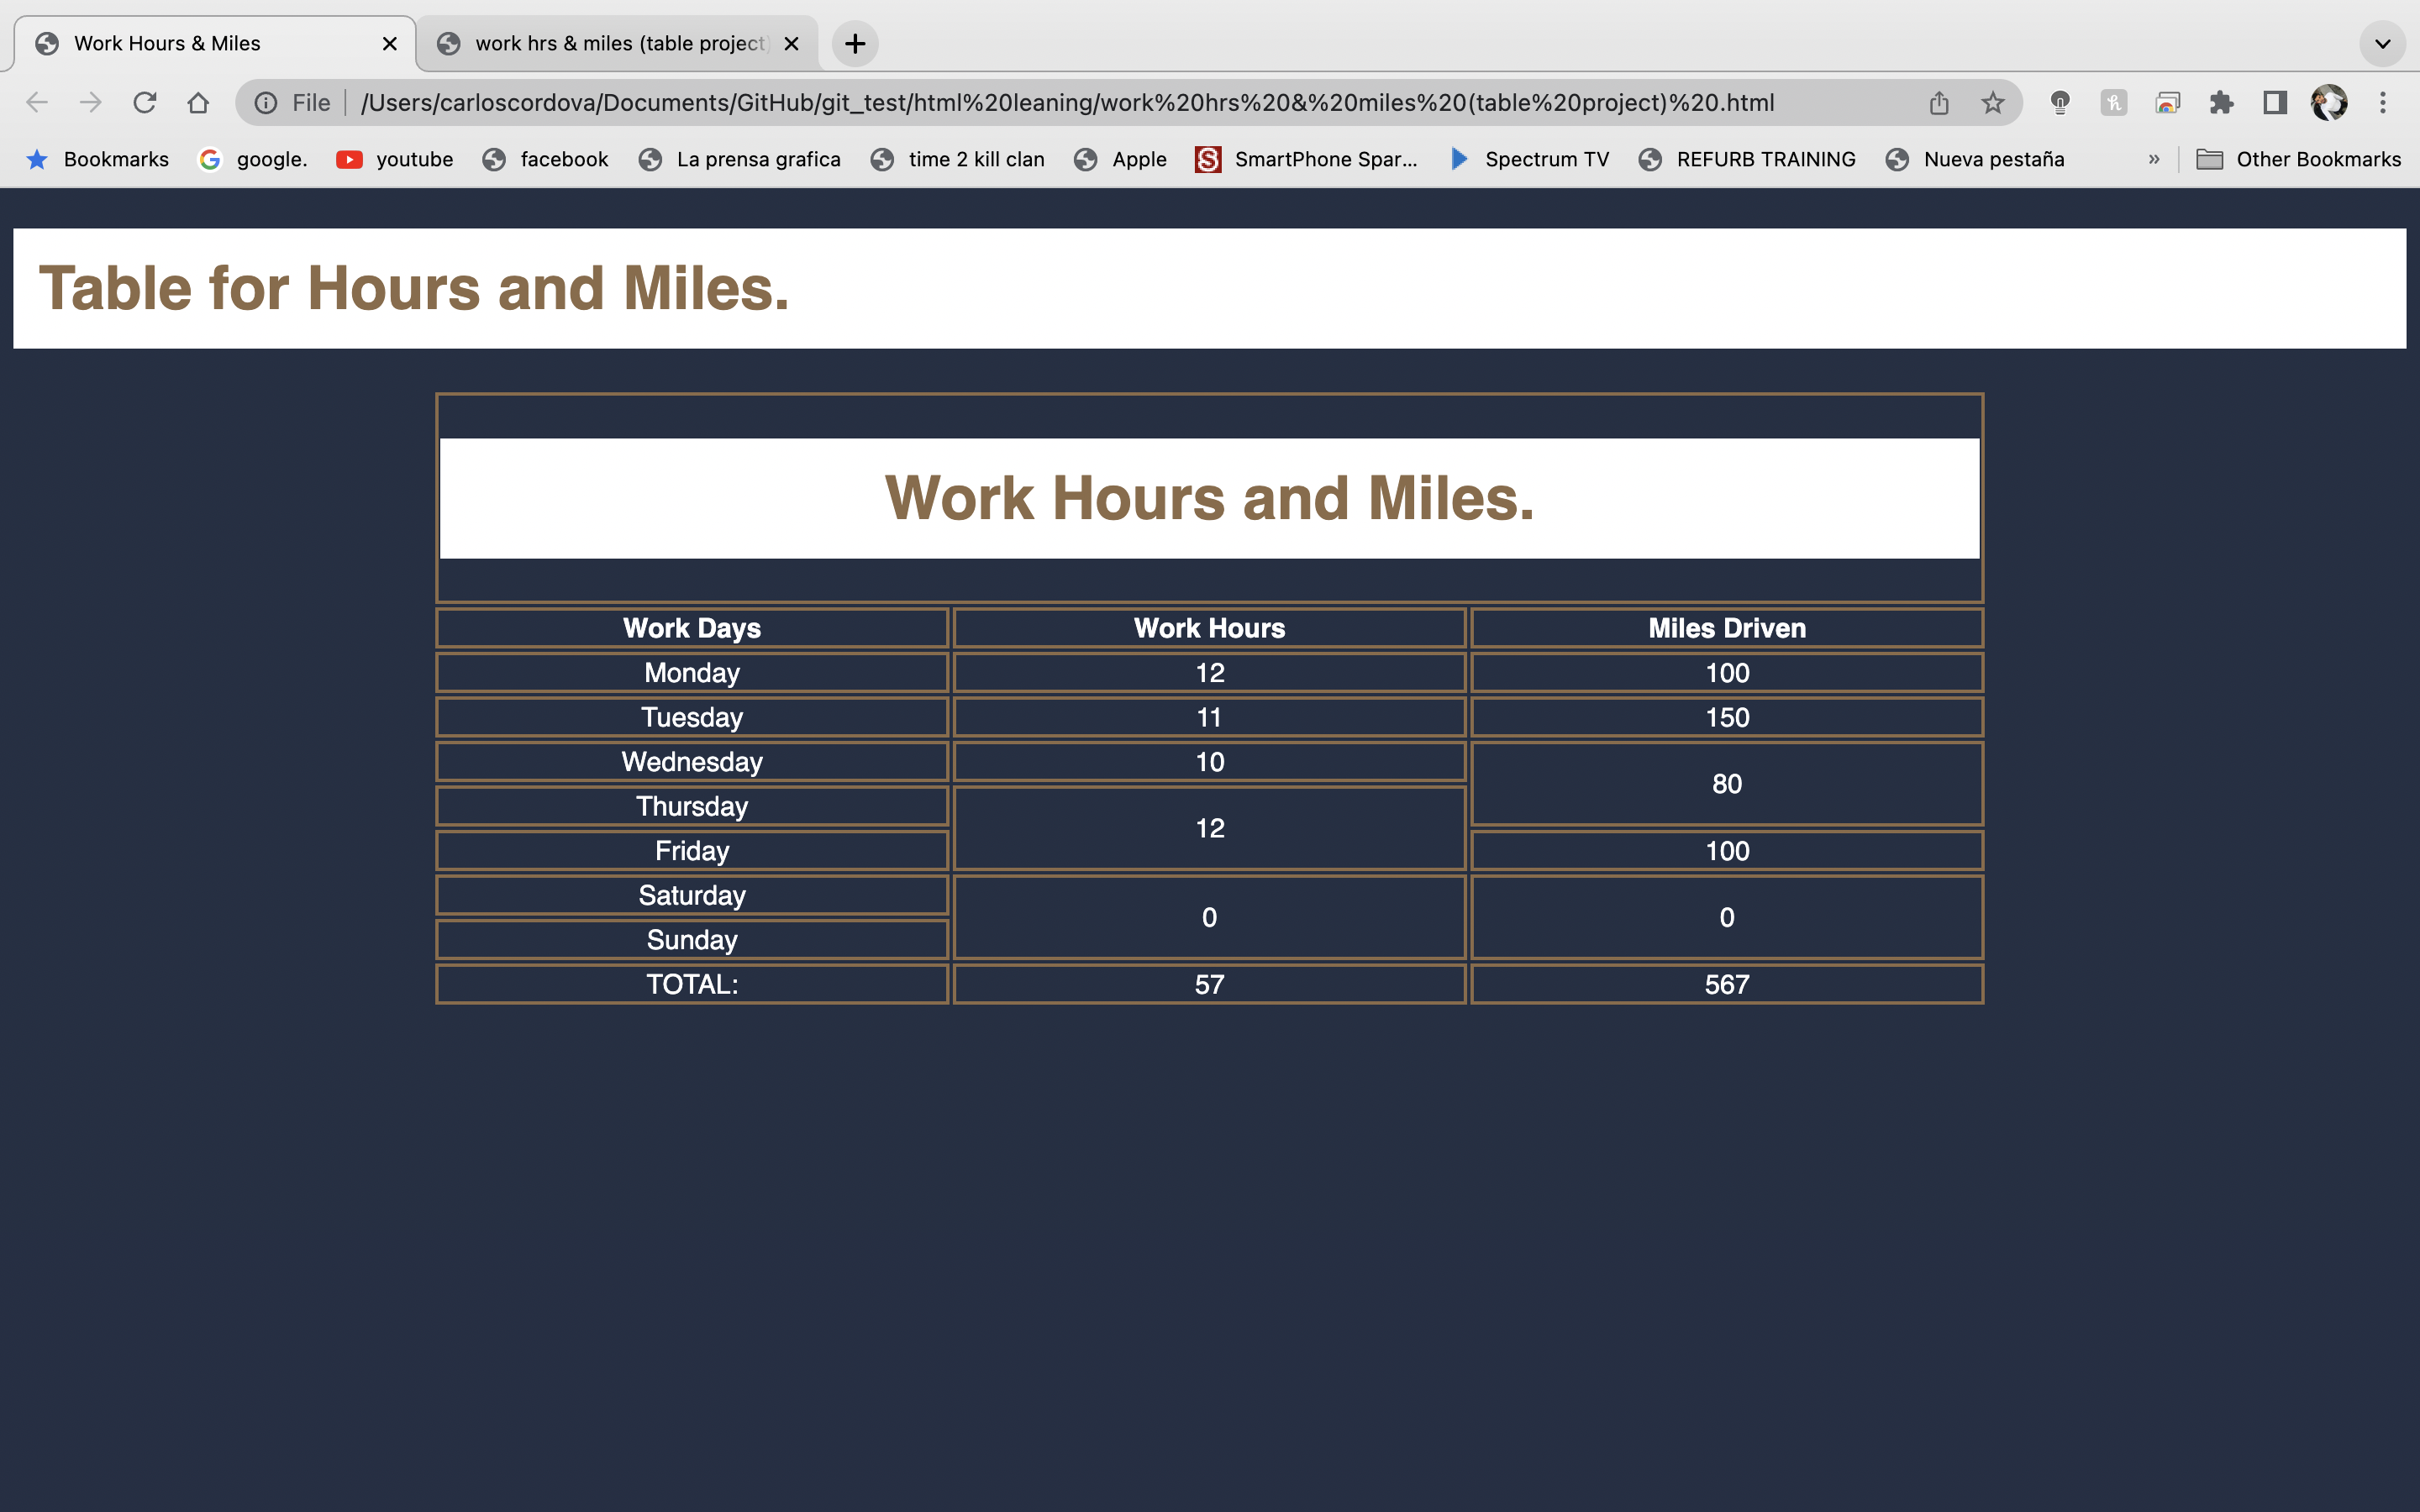 Work Hours & Miles
work hrs & miles (table project)
File /Users/carloscordova/Documents/GitHub/git_test/html%20leaning/work%20hrs%20&%20miles%20(table%20project)%20.html
Bookmarks google. youtube facebook La prensa grafica time 2 kill clan Apple SmartPhone Spar... Spectrum TV REFURB TRAINING Nueva pestaña » Other Bookmarks
Table for Hours and Miles.
Work Hours and Miles.
Work Days Work Hours Miles Driven
Monday 12 100
Tuesday 11 150
Wednesday 10 80
Thursday 12
Friday 100
Saturday 0 0
Sunday
TOTAL: 57 567